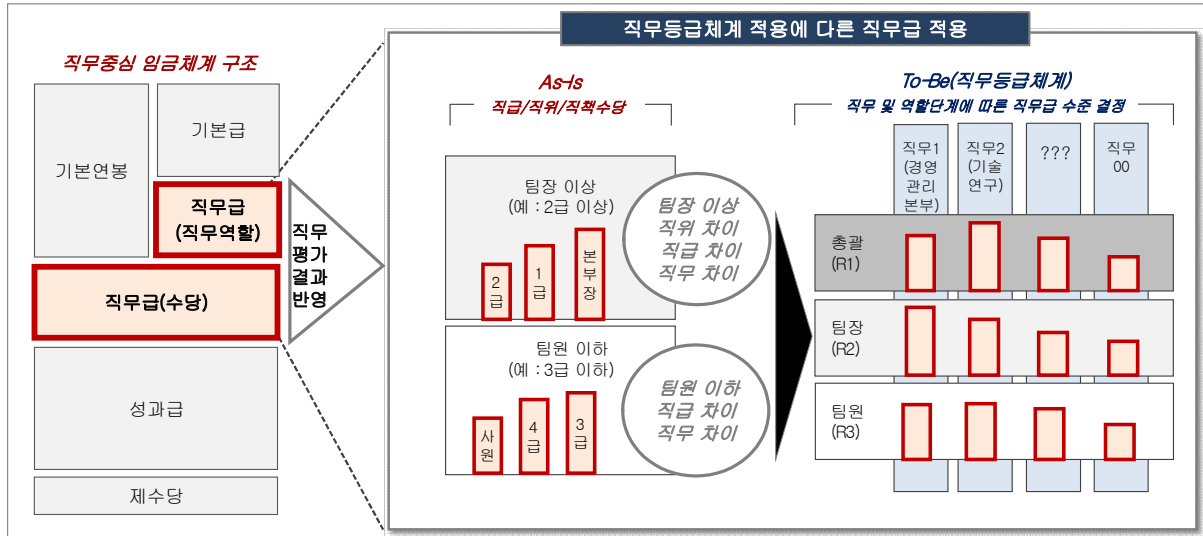 직무등급체계 적용에 다른 직무급 적용
직무중심 임금체계 구조
기본연봉
기본급
직무급
(직무역할)
직무급(수당)
성과급
제수당
직무
평가
결과
반영
As-Is
직급/직위/직책수당
팀장 이상
(예 : 2급 이상)
2
급
1
급
본
부
장
팀장 이상
직위 차이
직급 차이
직무 차이
팀원 이하
(예 : 3급 이하)
사
원
4
급
3
급
팀원 이하
직급 차이
직무 차이
To-Be(직무등급체계)
직무 및 역할단계에 따른 직무급 수준 결정
직무1
(경영
관리
본부)
직무2
(기술
연구)
???
직무
00
총괄
(R1)
팀장
(R2)
팀원
(R3)